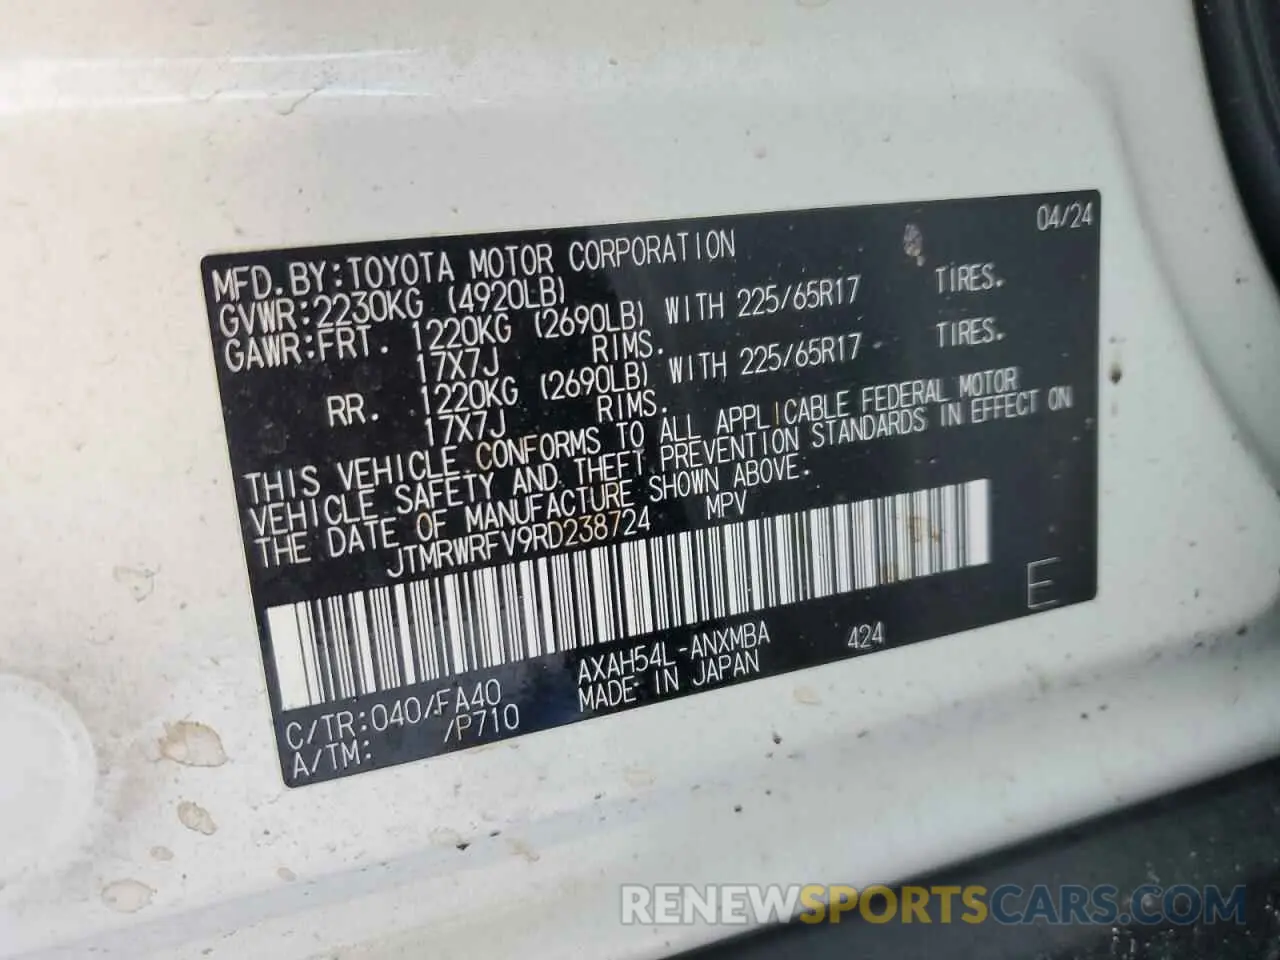 04/24
MFD.BY:TOYOTA MOTOR CORPORATION
GVWR:2230KG (4920LB)
GAWR:FRT. 1220KG (2690LB) WITH 225/65R17 TIRES.
17X7J RIMS.
RR. 1220KG (2690LB) WITH 225/65R17 TIRES.
17X7J RIMS.
THIS VEHICLE CONFORMS TO ALL APPLICABLE FEDERAL MOTOR
VEHICLE SAFETY AND THEFT PREVENTION STANDARDS IN EFFECT ON
THE DATE OF MANUFACTURE SHOWN ABOVE.
JTMRWRFV9RD238724 MPV
E
C/TR:040/FA40 AXAH54L-ANXMBA 424
A/TM: /P710 MADE IN JAPAN
RENEWSPORTSCARS.COM